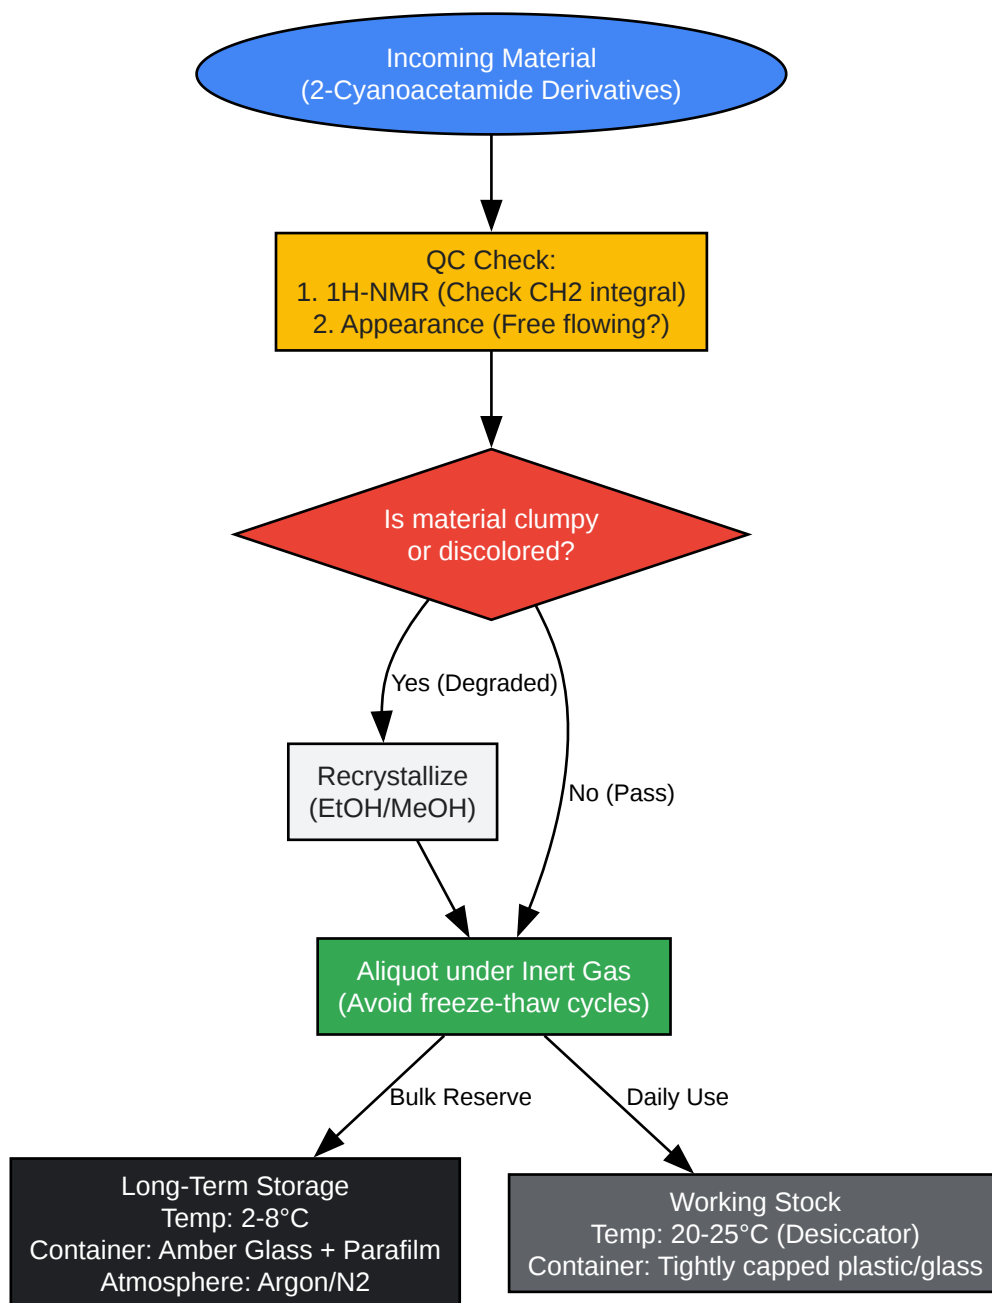 Incoming Material
(2-Cyanoacetamide Derivatives)
QC Check:
1. 1H-NMR (Check CH2 integral)
2. Appearance (Free flowing?)
Is material clumpy
or discolored?
Yes (Degraded)
Recrystallize
(EtOH/MeOH)
No (Pass)
Aliquot under Inert Gas
(Avoid freeze-thaw cycles)
Bulk Reserve
Daily Use
Long-Term Storage
Temp: 2-8°C
Container: Amber Glass + Parafilm
Atmosphere: Argon/N2
Working Stock
Temp: 20-25°C (Desiccator)
Container: Tightly capped plastic/glass